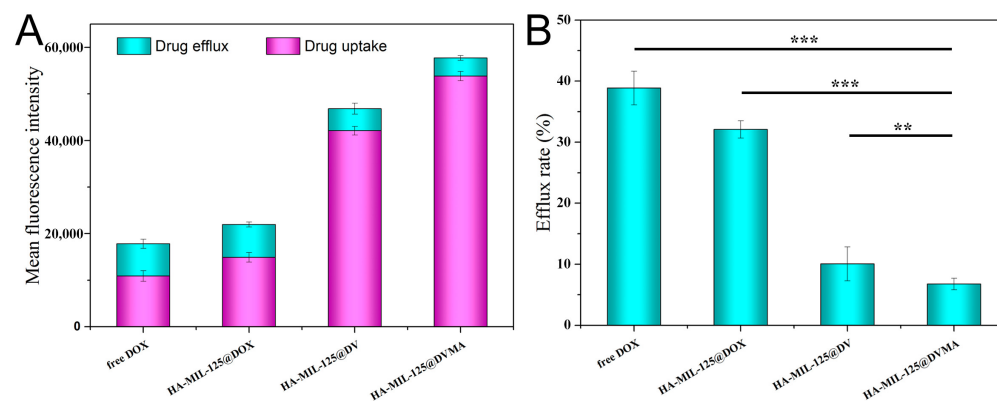 A
Mean fluorescence intensity
60,000
40,000
20,000
0
Drug efflux
Drug uptake
free DOX
HA-MIL-125@DOX
HA-MIL-125@DV
HA-MIL-125@DVMA
B
Efflux rate (%)
50
40
30
20
10
0
***
***
**
free DOX
HA-MIL-125@DOX
HA-MIL-125@DV
HA-MIL-125@DVMA